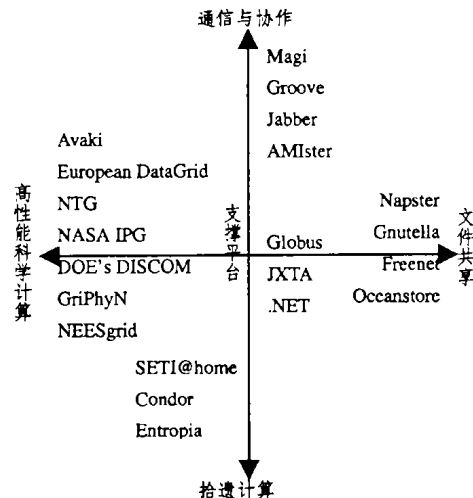 通信与协作
Magi
Groove
Jabber
AMIster
Avaki
European DataGrid
NTG
NASA IPG
DOE's DISCOM
GriPhyN
NEESgrid
高性能科学计算
支撑平台
Globus
JXTA
.NET
Napster
Gnutella
Freenet
Occanstore
文件共享
SETI@home
Condor
Entropia
拾遗计算